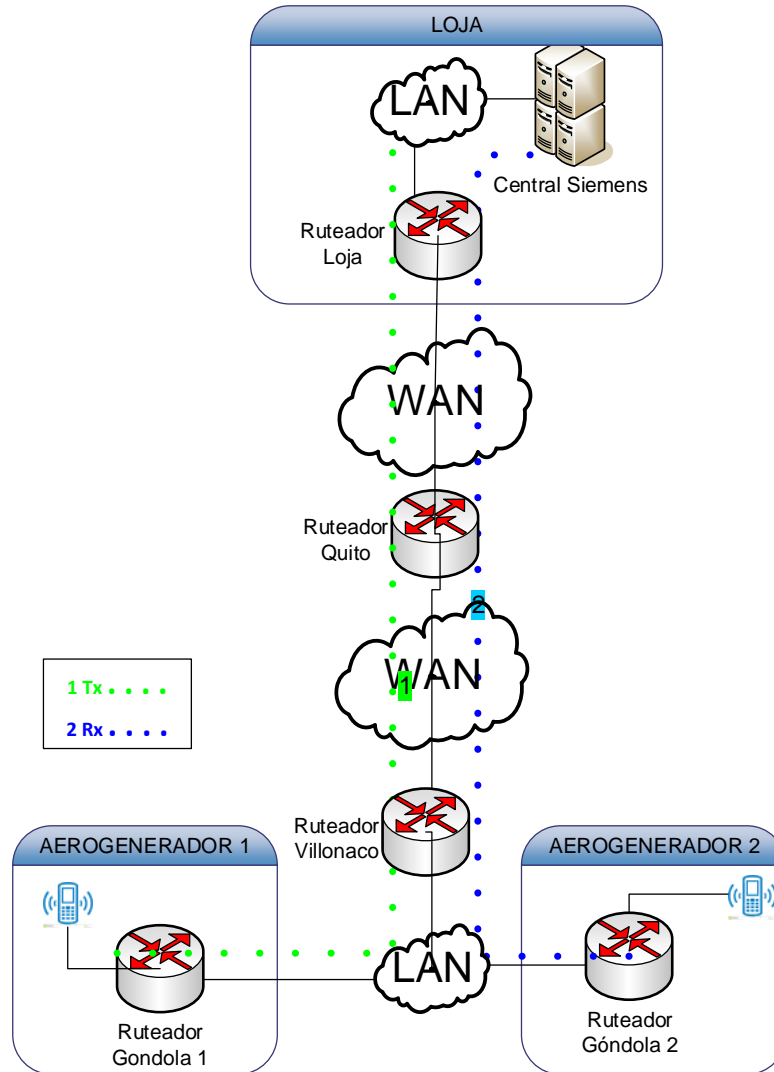 LOJA
LAN
Central Siemens
Ruteador
Loja
WAN
Ruteador
Quito
2
WAN
1
1 Tx . . . .
2 Rx . . . .
Ruteador
Villonaco
AEROGENERADOR 1
AEROGENERADOR 2
LAN
Ruteador
Gondola 1
Ruteador
Góndola 2